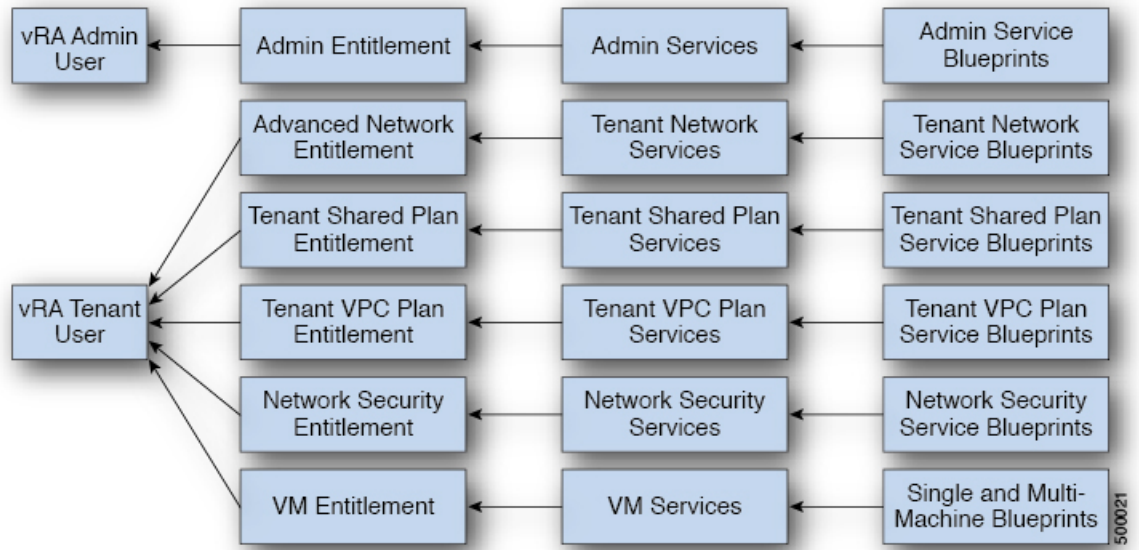 vRA Admin
User
Admin Entitlement
Admin Services
Admin Service
Blueprints
Advanced Network
Entitlement
Tenant Network
Services
Tenant Network
Service Blueprints
Tenant Shared Plan
Entitlement
Tenant Shared Plan
Services
Tenant Shared Plan
Service Blueprints
vRA Tenant
User
Tenant VPC Plan
Entitlement
Tenant VPC Plan
Services
Tenant VPC Plan
Service Blueprints
Network Security
Entitlement
Network Security
Services
Network Security
Service Blueprints
VM Entitlement
VM Services
Single and Multi-
Machine Blueprints
500021